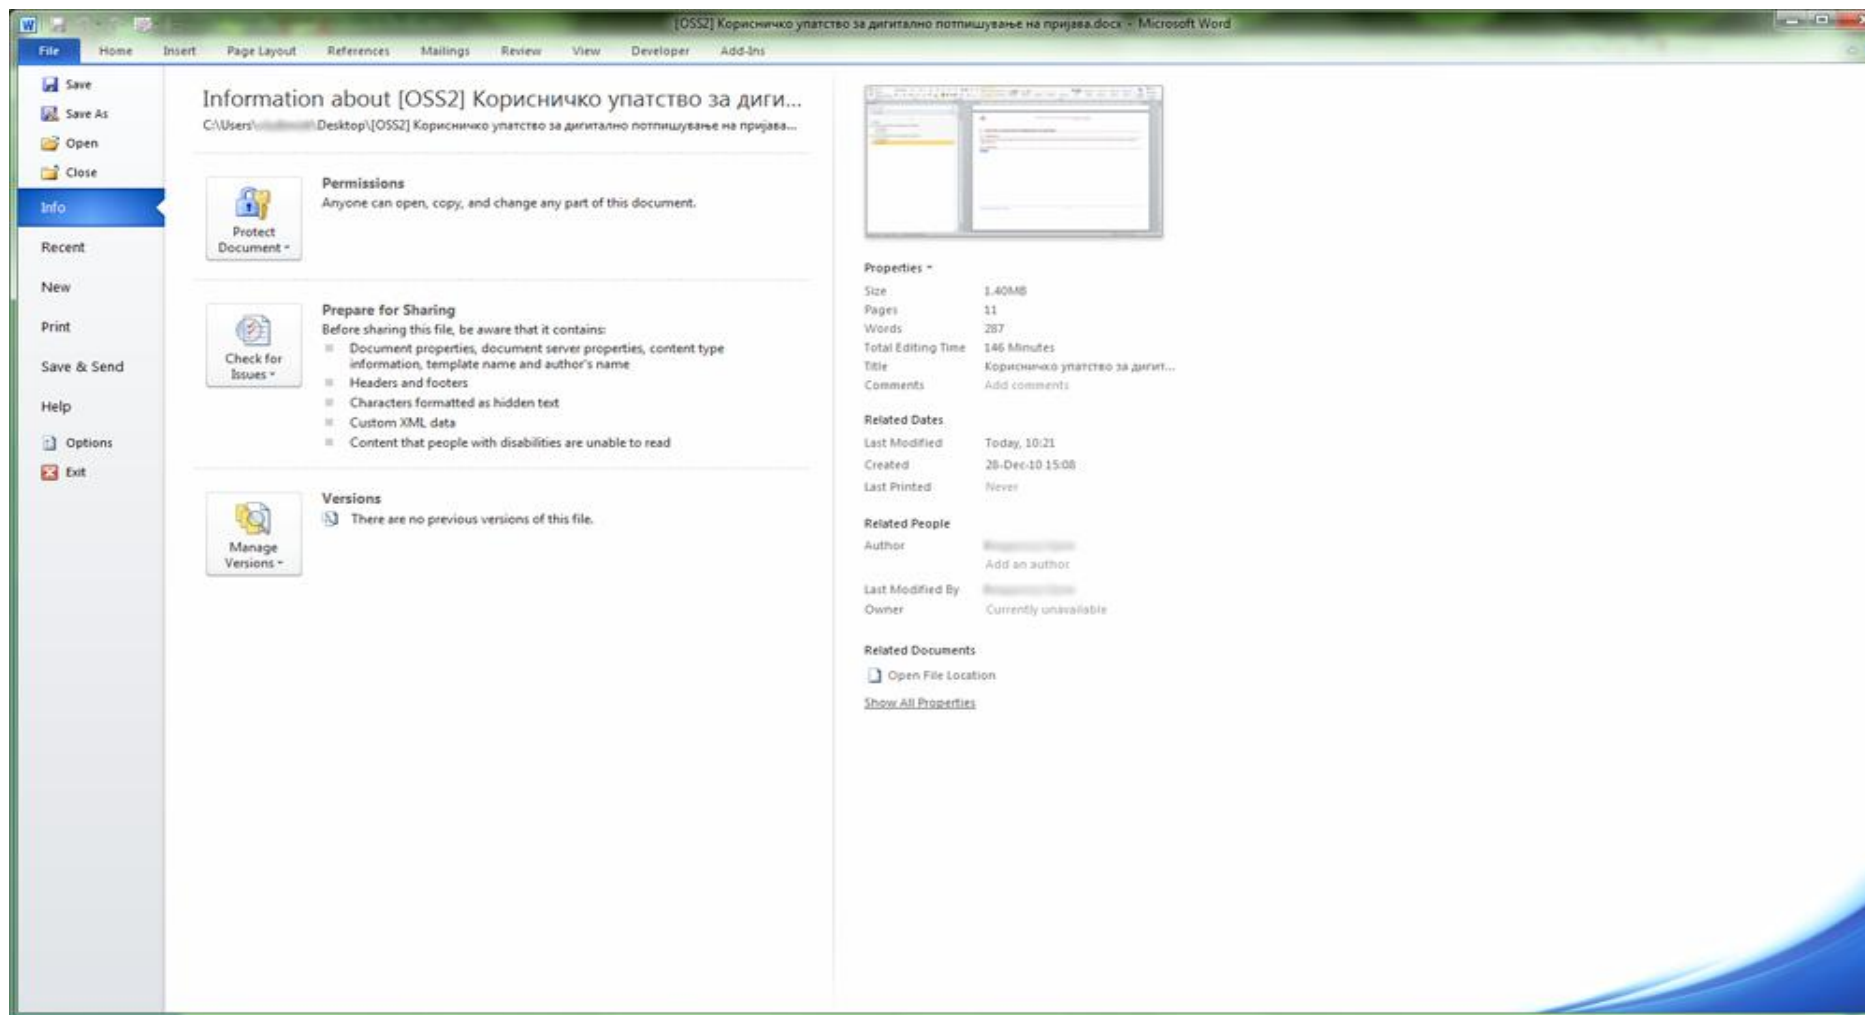 [OSS2] Корисничко упатство за дигитално потпишување на пријава.docx - Microsoft Word
File Home Insert Page Layout References Mailings Review View Developer Add-Ins
Save
Save As
Open
Close
Info
Recent
New
Print
Save & Send
Help
Options
Exit
Information about [OSS2] Корисничко упатство за диги...
C:\Users\ \Desktop\[OSS2] Корисничко упатство за дигитално потпишување на пријава...
Protect
Document
Permissions
Anyone can open, copy, and change any part of this document.
Check for
Issues
Prepare for Sharing
Before sharing this file, be aware that it contains:
Document properties, document server properties, content type
information, template name and author's name
Headers and footers
Characters formatted as hidden text
Custom XML data
Content that people with disabilities are unable to read
Manage
Versions
Versions
There are no previous versions of this file.
Properties
Size 1.40MB
Pages 11
Words 287
Total Editing Time 146 Minutes
Title Корисничко упатство за дигит...
Comments Add comments
Related Dates
Last Modified Today, 10:21
Created 28-Dec-10 15:08
Last Printed Never
Related People
Author
Add an author
Last Modified By
Owner Currently unavailable
Related Documents
Open File Location
Show All Properties